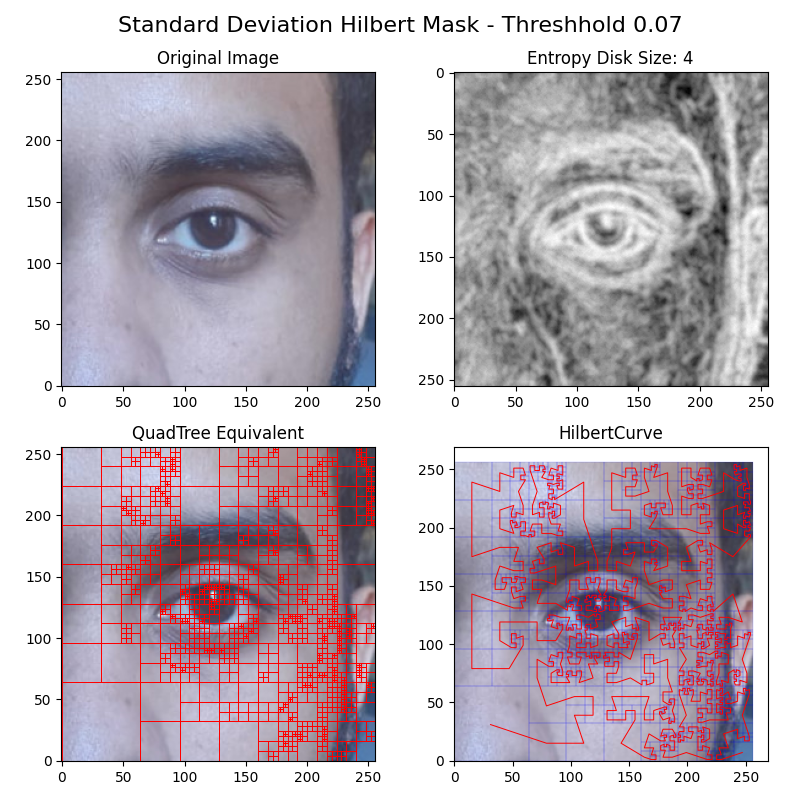 Standard Deviation Hilbert Mask - Threshhold 0.07
Original Image
250
200
150
100
50
0
0 50 100 150 200 250
Entropy Disk Size: 4
0
50
100
150
200
250
0 50 100 150 200 250
QuadTree Equivalent
250
200
150
100
50
0
0 50 100 150 200 250
HilbertCurve
250
200
150
100
50
0
0 50 100 150 200 250